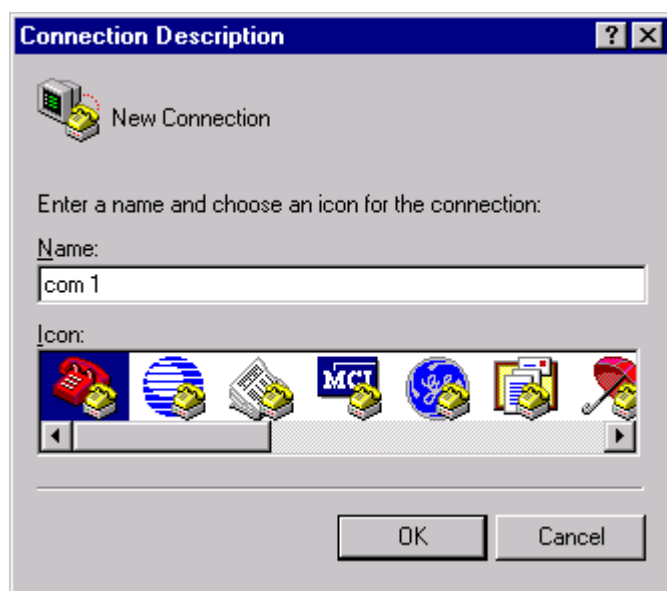 Connection Description
New Connection
Enter a name and choose an icon for the connection:
Name:
com 1
Icon:
MCI
OK Cancel